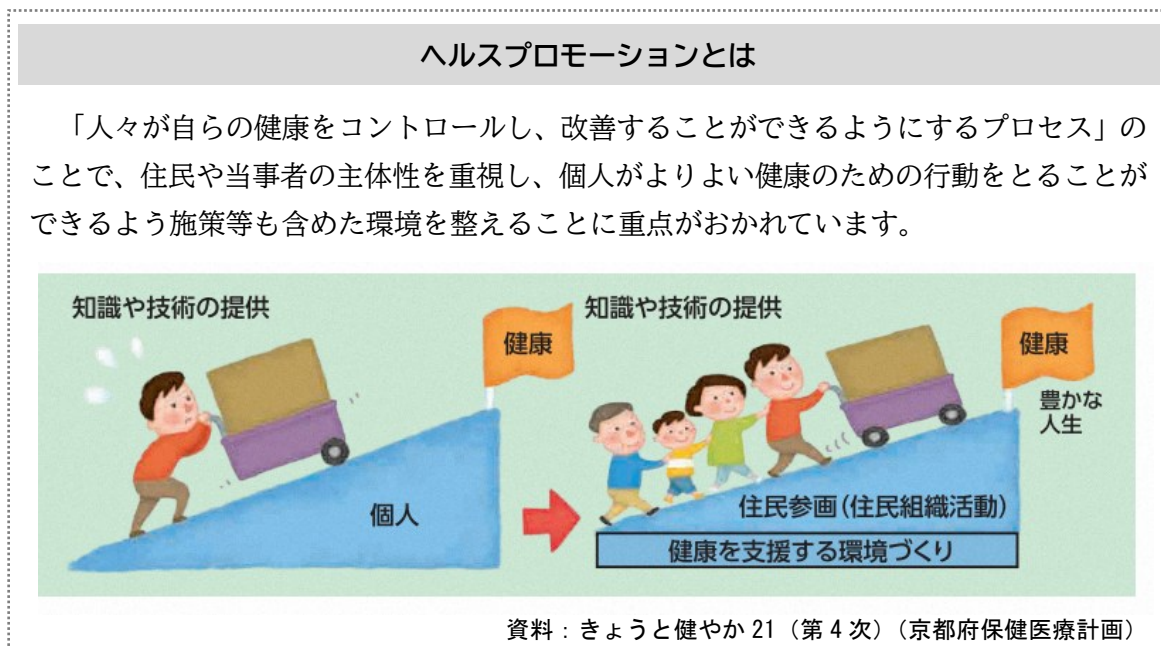 ヘルスプロモーションとは
「人々が自らの健康をコントロールし、改善することができるようにするプロセス」の
ことで、住民や当事者の主体性を重視し、個人がよりよい健康のための行動をとることが
できるよう施策等も含めた環境を整えることに重点がおかれています。
知識や技術の提供
健康
個人
知識や技術の提供
健康
豊かな
人生
住民参画（住民組織活動）
健康を支援する環境づくり
資料：きょうと健やか21（第4次）（京都府保健医療計画）